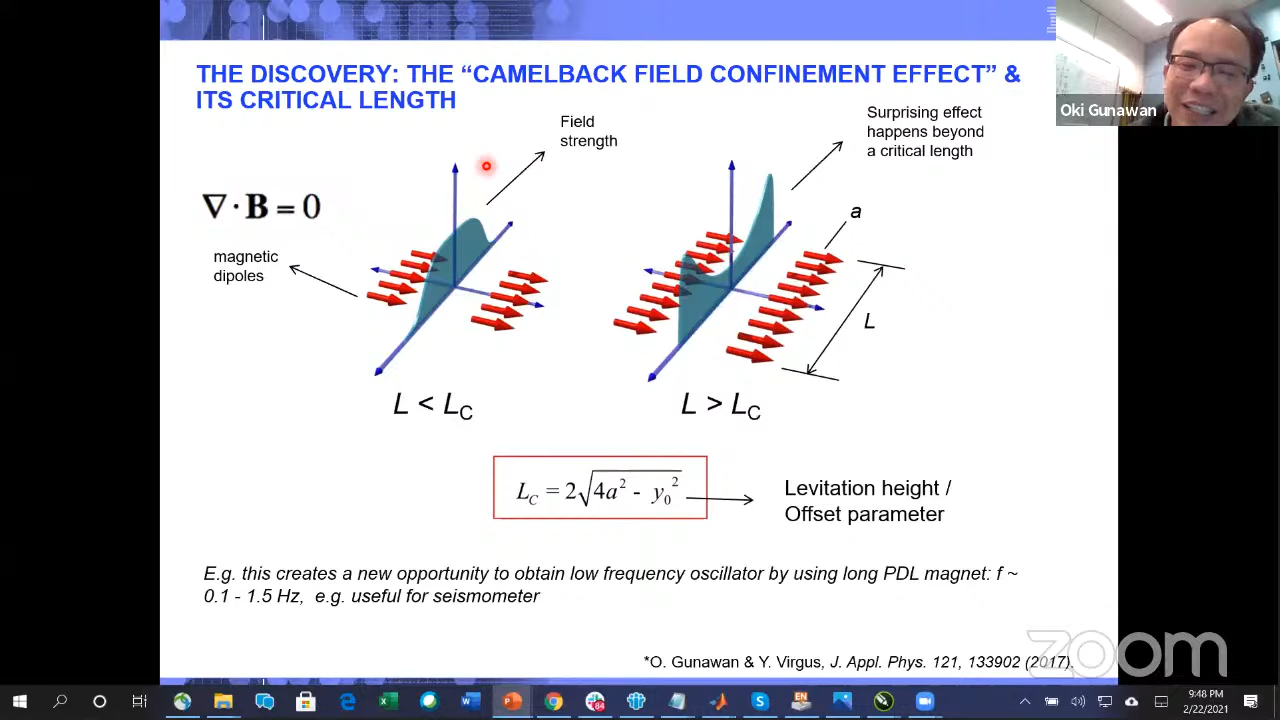 THE DISCOVERY: THE “CAMELBACK FIELD CONFINEMENT EFFECT” &
ITS CRITICAL LENGTH
Oki Gunawan
Field
strength
Surprising effect
happens beyond
a critical length
∇ · B = 0
a
magnetic
dipoles
L
L < L_C
L > L_C
L_C = 2√(4a² - y₀²)
Levitation height /
Offset parameter
E.g. this creates a new opportunity to obtain low frequency oscillator by using long PDL magnet: f ~
0.1 - 1.5 Hz, e.g. useful for seismometer
*O. Gunawan & Y. Virgus, J. Appl. Phys. 121, 133902 (2017).
zoom
84
EN
9:48 PM
2/22/2021